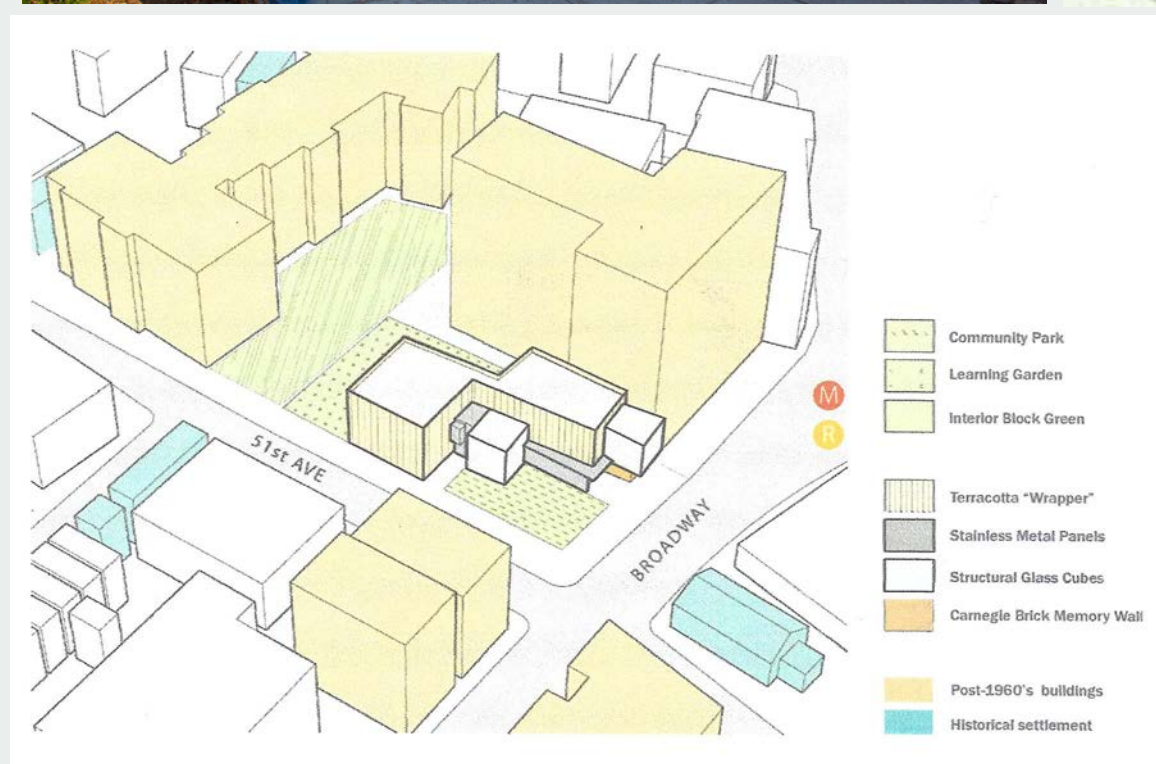 51st AVE
BROADWAY
M
R
Community Park
Learning Garden
Interior Block Green
Terracotta "Wrapper"
Stainless Metal Panels
Structural Glass Cubes
Carnegie Brick Memory Wall
Post-1960's buildings
Historical settlement